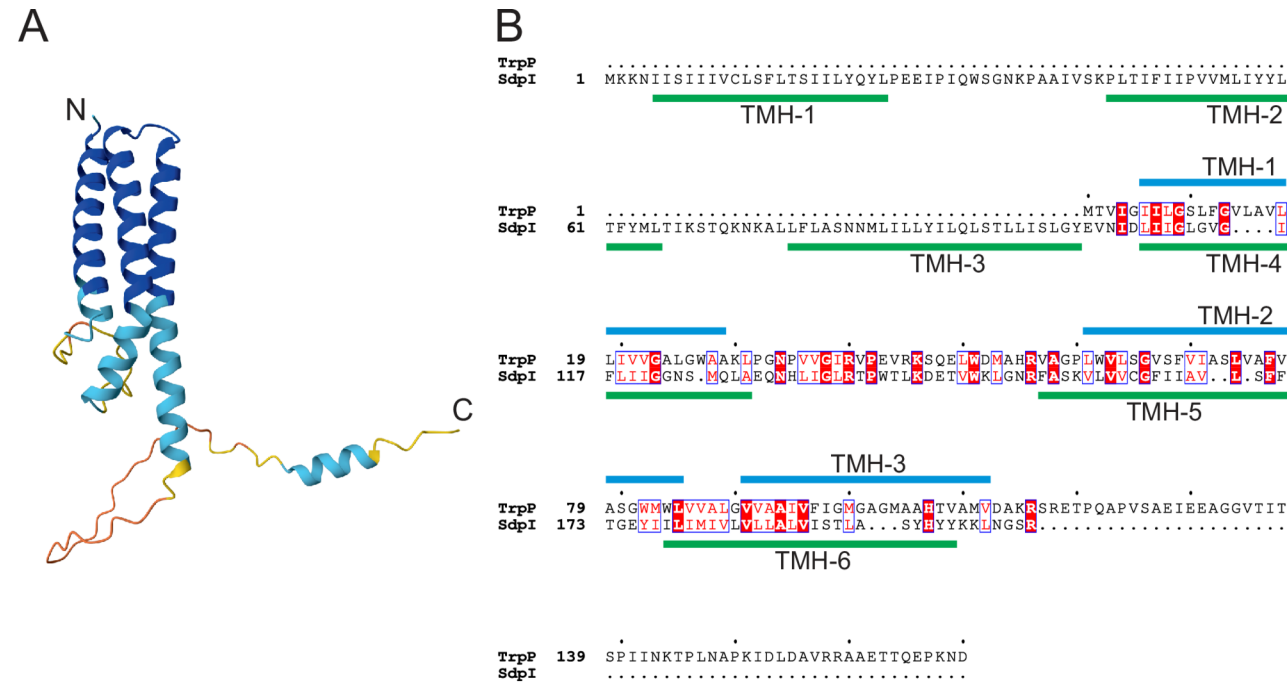 A
B
N
C
TrpP ............................................................
SdpI 1 MKKNIISIIIVCLSFLTSIILYQYLPEEIPIQWSGNKPAAIVSKPLTIFIIPVVMLIYYL
TMH-1 TMH-2
TMH-1
TrpP 1 ..........................................MTVIGIILGSLFGVLAVL
SdpI 61 TFYMLTIKSTQKNKALLFLASNNMLILLYILQLSTLLISLGYEVNIDLIIGLGVG....I
TMH-3 TMH-4
TMH-2
TrpP 19 LIVVGALGWAAKLPGNPVVGIRVPEVRKSQELWDMAHRVAGPLWVLSGVSFVIASLVAFV
SdpI 117 FLIIGGNS.MQLAEQNHLIGLRTPWTLKDETVWKLGNRFASKVLVVCGFIIAV..L.SFF
TMH-5
TMH-3
TrpP 79 ASGWMWLVVALGVVAAIVFIGMGAGMAAHTVAMVDAKRSRETPQAPVSAEIEEAGGVTIT
SdpI 173 TGEYIILIMIVLVLLALVISTLA...SYHYYKKLNGSR......................
TMH-6
TrpP 139 SPIINKTPLNAPKIDLDAVRRAAETTQEPKND
SdpI ................................